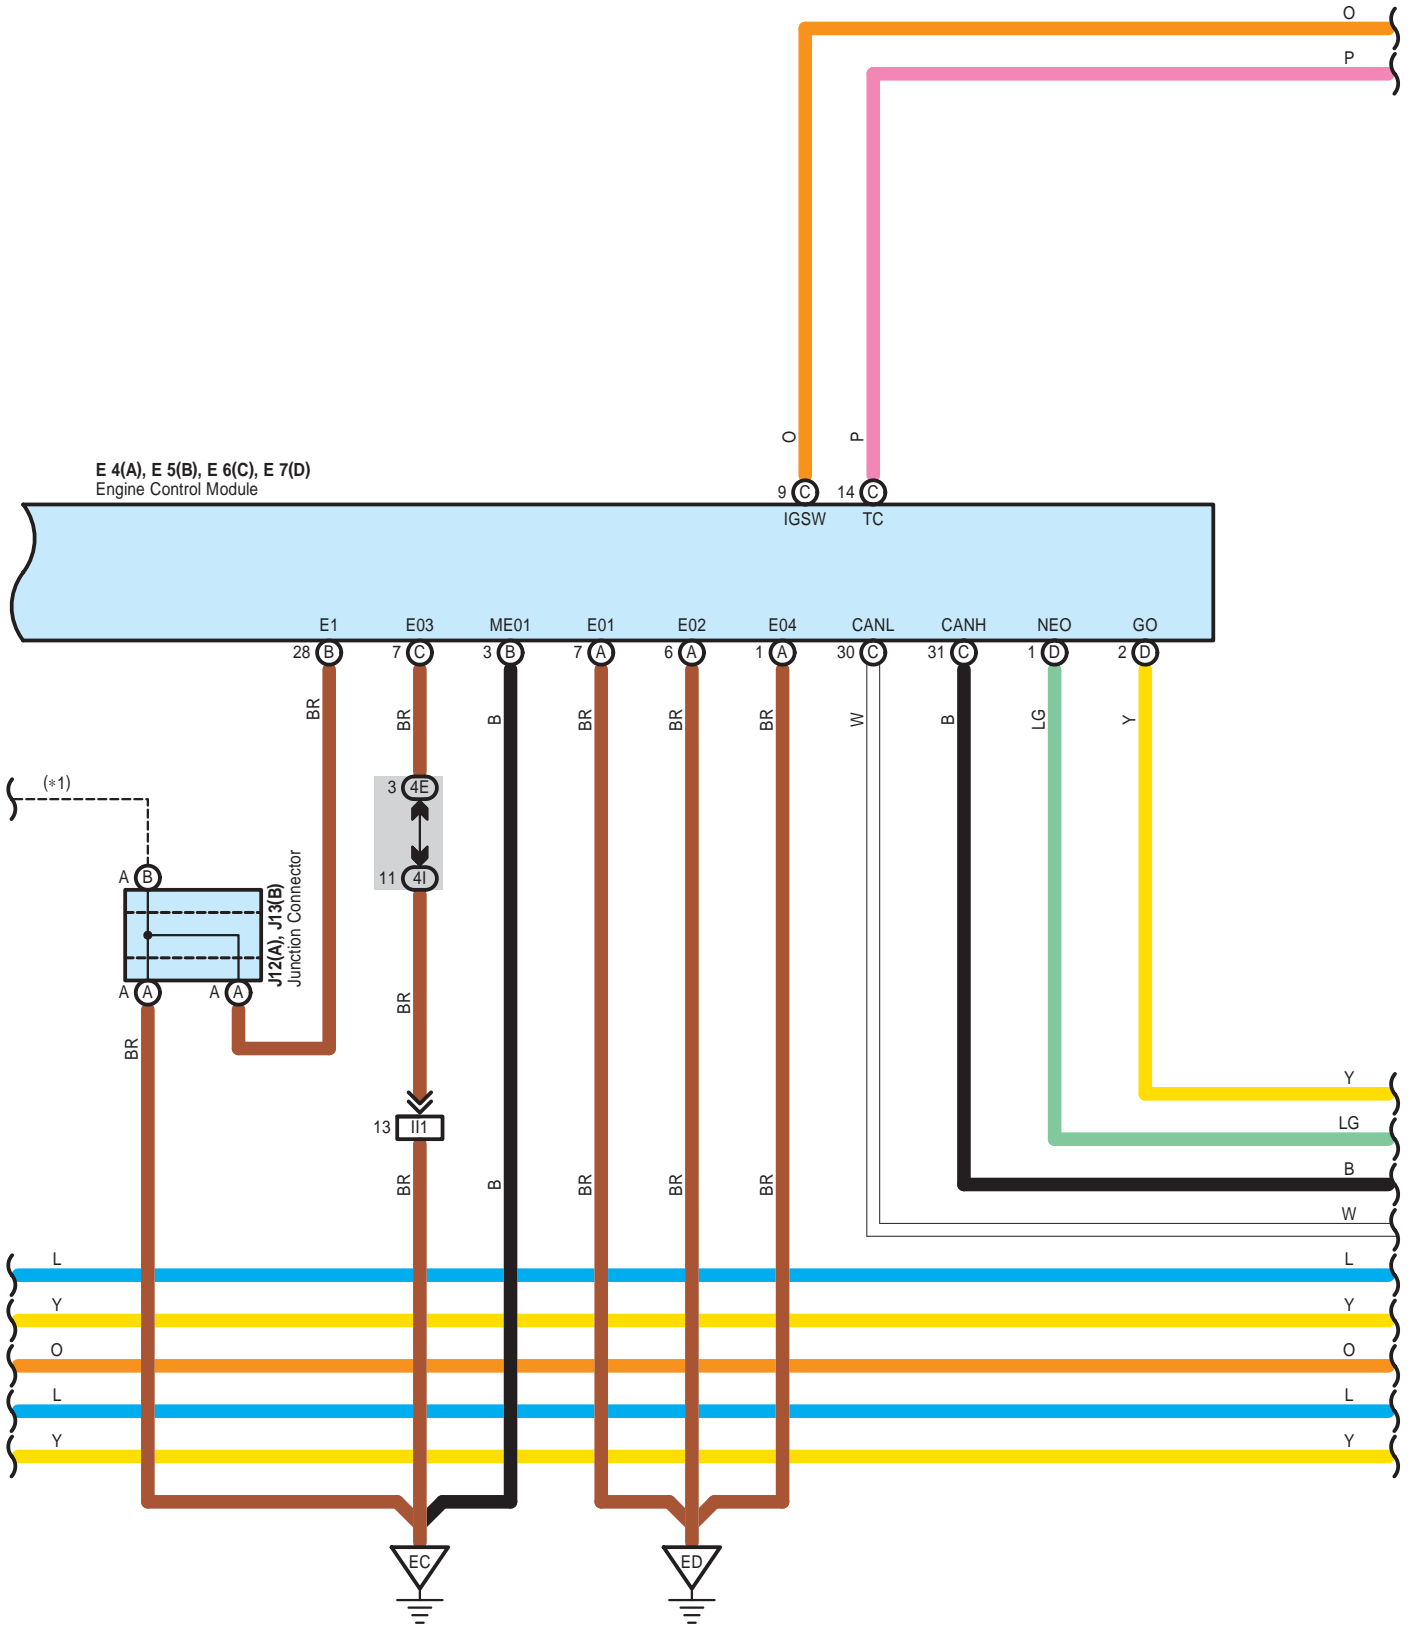 O
P
O
P
E 4(A), E 5(B), E 6(C), E 7(D)
Engine Control Module
9 C 14 C
IGSW TC
E1 E03 ME01 E01 E02 E04 CANL CANH NEO GO
28 B 7 C 3 B 7 A 6 A 1 A 30 C 31 C 1 D 2 D
BR BR B BR BR BR W B LG Y
(*1)
3 4E
A B
11 4I
J12(A), J13(B)
Junction Connector
A A A A
BR
BR
Y
LG
13 II1
B
BR B BR BR BR
W
L L
Y Y
O O
L L
Y Y
EC ED